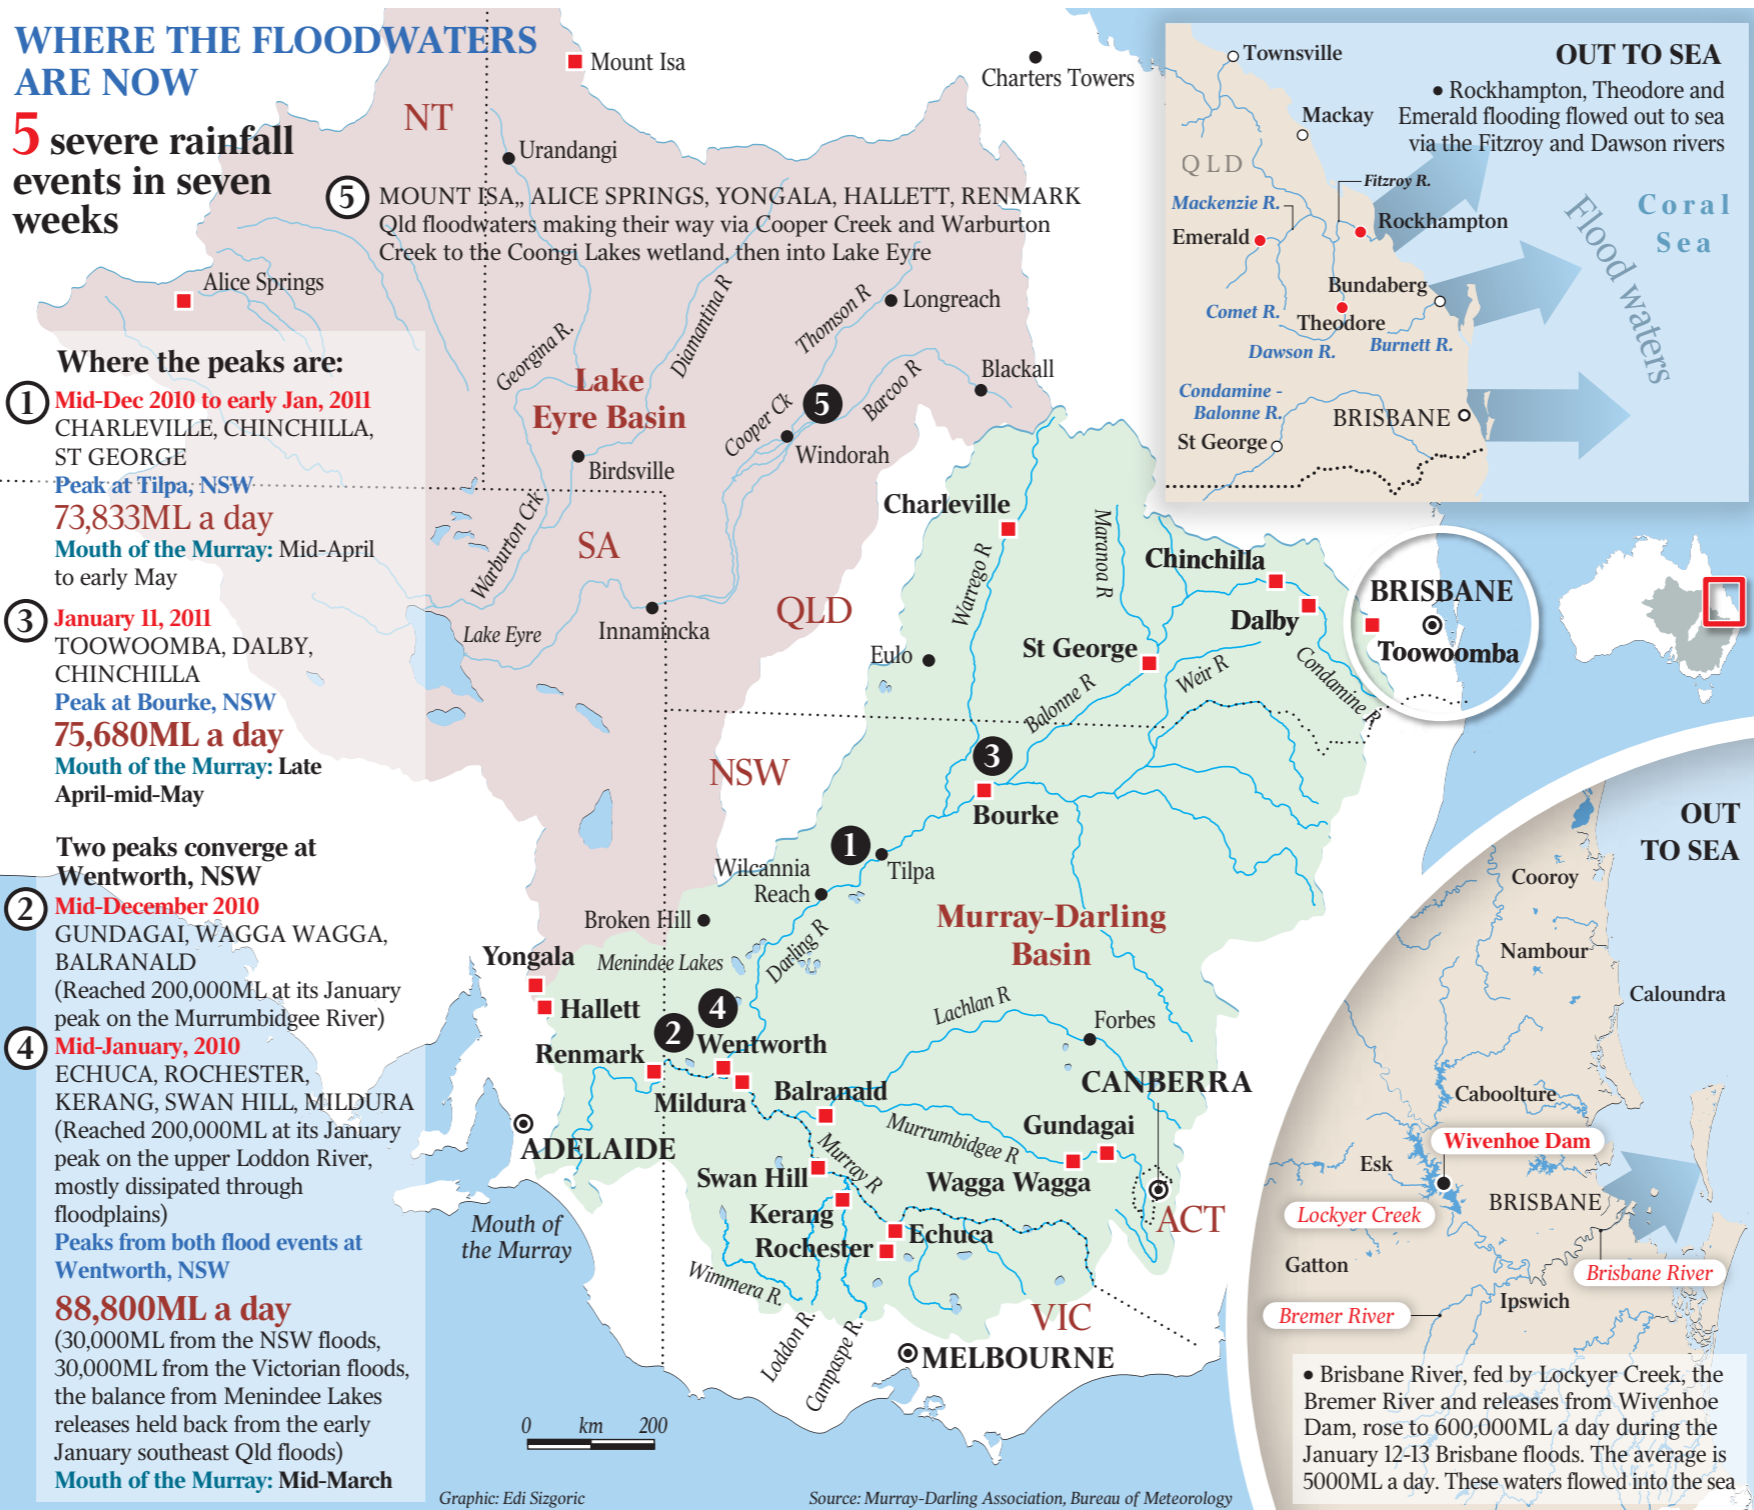 WHERE THE FLOODWATERS
ARE NOW
5 severe rainfall
events in seven
weeks
5
MOUNT ISA,, ALICE SPRINGS, YONGALA, HALLETT, RENMARK
Qld floodwaters making their way via Cooper Creek and Warburton
Creek to the Coongi Lakes wetland, then into Lake Eyre
Where the peaks are:
1
Mid-Dec 2010 to early Jan, 2011
CHARLEVILLE, CHINCHILLA,
ST GEORGE
Peak at Tilpa, NSW
73,833ML a day
Mouth of the Murray: Mid-April
to early May
3
January 11, 2011
TOOWOOMBA, DALBY,
CHINCHILLA
Peak at Bourke, NSW
75,680ML a day
Mouth of the Murray: Late
April-mid-May
Two peaks converge at
Wentworth, NSW
2
Mid-December 2010
GUNDAGAI, WAGGA WAGGA,
BALRANALD
(Reached 200,000ML at its January
peak on the Murrumbidgee River)
4
Mid-January, 2010
ECHUCA, ROCHESTER,
KERANG, SWAN HILL, MILDURA
(Reached 200,000ML at its January
peak on the upper Loddon River,
mostly dissipated through
floodplains)
Peaks from both flood events at
Wentworth, NSW
88,800ML a day
(30,000ML from the NSW floods,
30,000ML from the Victorian floods,
the balance from Menindee Lakes
releases held back from the early
January southeast Qld floods)
Mouth of the Murray: Mid-March
Mount Isa
Charters Towers
NT
Urandangi
Alice Springs
Longreach
Georgina R.
Diamantina R
Thomson R
Lake
Eyre Basin
Blackall
Barcoo R
Cooper Ck
5
Windorah
Birdsville
Warburton Crk
SA
QLD
Lake Eyre
Innamincka
Charleville
Warrego R
Maranoa R
Chinchilla
Dalby
BRISBANE
Toowoomba
Eulo
St George
Weir R
Condamine R
Balonne R
NSW
3
Bourke
1
Tilpa
Wilcannia
Reach
Broken Hill
Menindee Lakes
Darling R
Murray-Darling
Basin
Yongala
Hallett
4
2
Wentworth
Renmark
Mildura
Lachlan R
Forbes
CANBERRA
Balranald
Murrumbidgee R
Gundagai
Wagga Wagga
ACT
ADELAIDE
Swan Hill
Murray R
Kerang
Echuca
Rochester
Mouth of
the Murray
Wimmera R.
Loddon R.
Campaspe R.
VIC
MELBOURNE
0 km 200
Graphic: Edi Sizgoric
Source: Murray-Darling Association, Bureau of Meteorology
OUT TO SEA
• Rockhampton, Theodore and
Emerald flooding flowed out to sea
via the Fitzroy and Dawson rivers
Townsville
Mackay
QLD
Fitzroy R.
Mackenzie R.
Rockhampton
Emerald
Coral
Sea
Flood waters
Bundaberg
Comet R.
Theodore
Dawson R.
Burnett R.
Condamine -
Balonne R.
BRISBANE
St George
OUT
TO SEA
Cooroy
Nambour
Caloundra
Caboolture
Wivenhoe Dam
Esk
BRISBANE
Lockyer Creek
Gatton
Brisbane River
Ipswich
Bremer River
• Brisbane River, fed by Lockyer Creek, the
Bremer River and releases from Wivenhoe
Dam, rose to 600,000ML a day during the
January 12-13 Brisbane floods. The average is
5000ML a day. These waters flowed into the sea